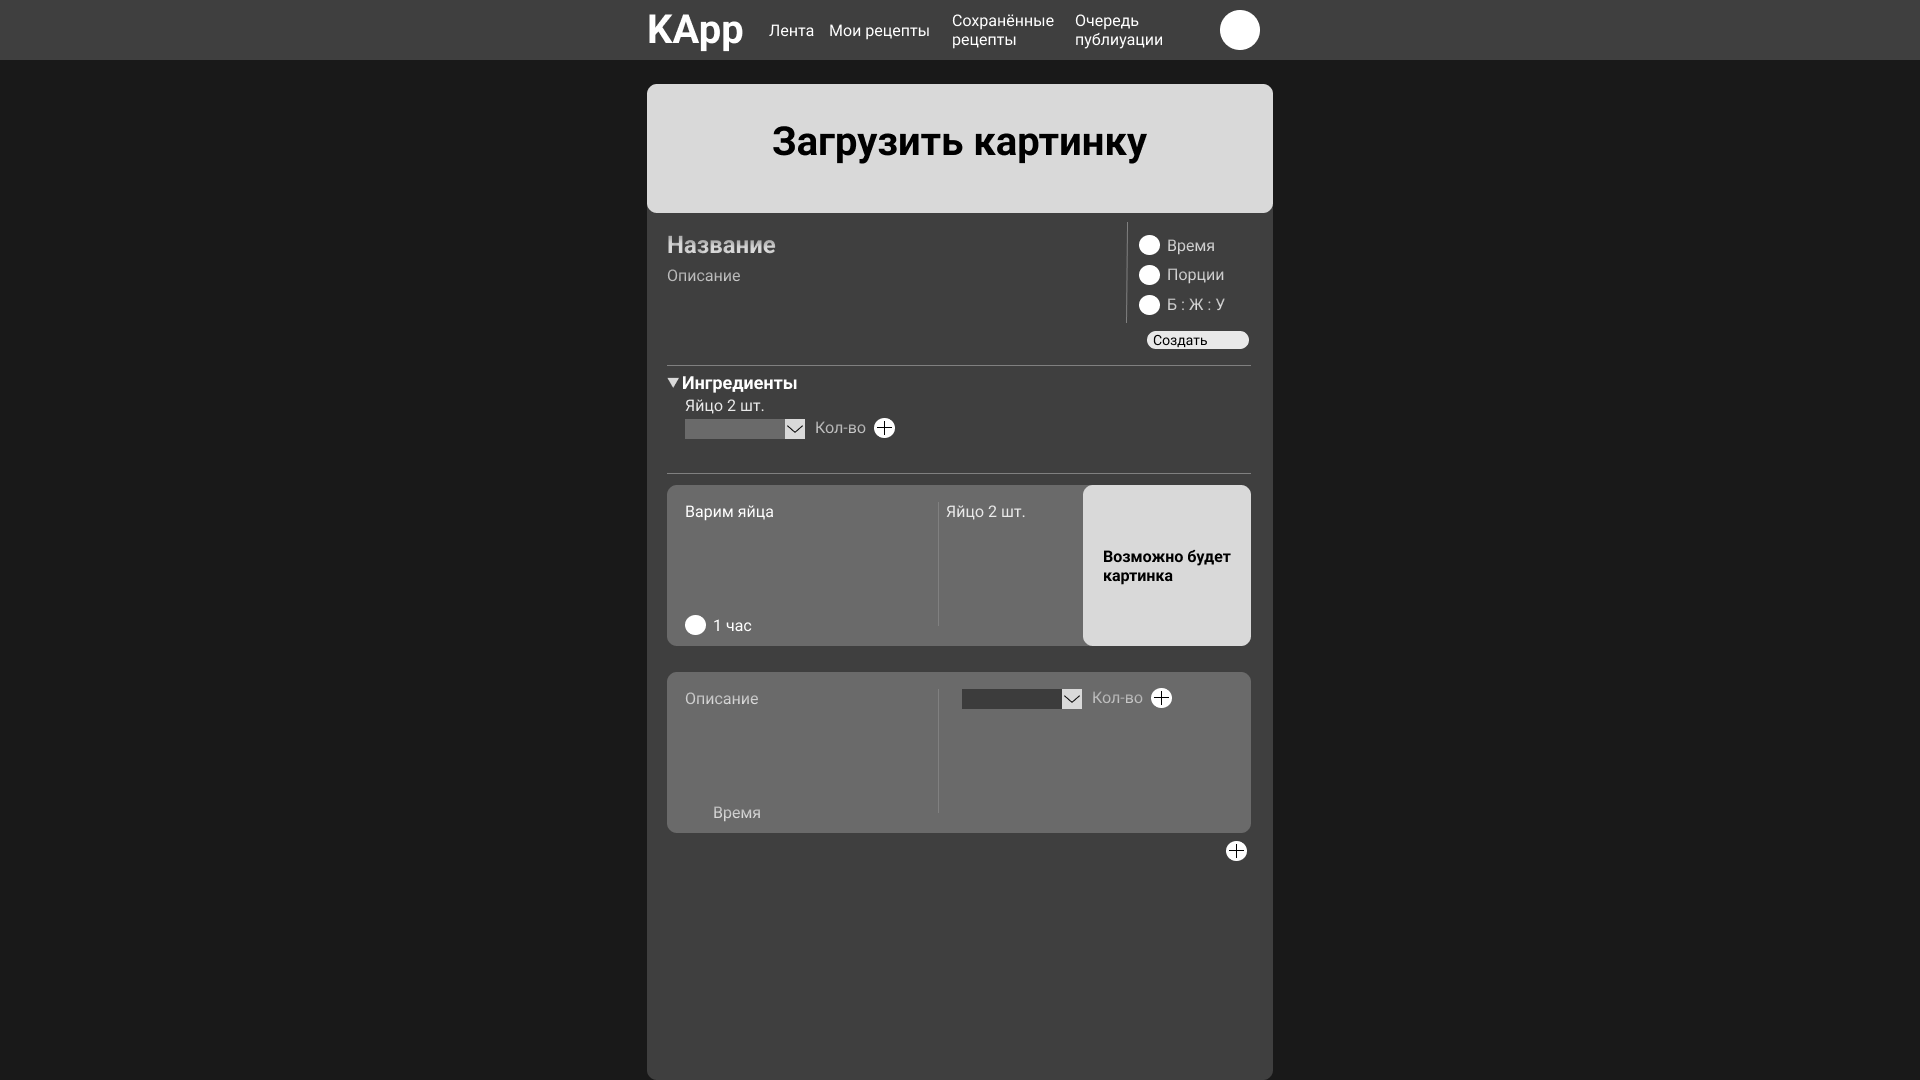 KApp
Лента
Мои рецепты
Сохранённые
рецепты
Очередь
публиуации
Загрузить картинку
Название
Описание
Время
Порции
Б : Ж : У
Создать
Ингредиенты
Яйцо 2 шт.
Кол-во
Варим яйца
Яйцо 2 шт.
Возможно будет
картинка
1 час
Описание
Кол-во
Время